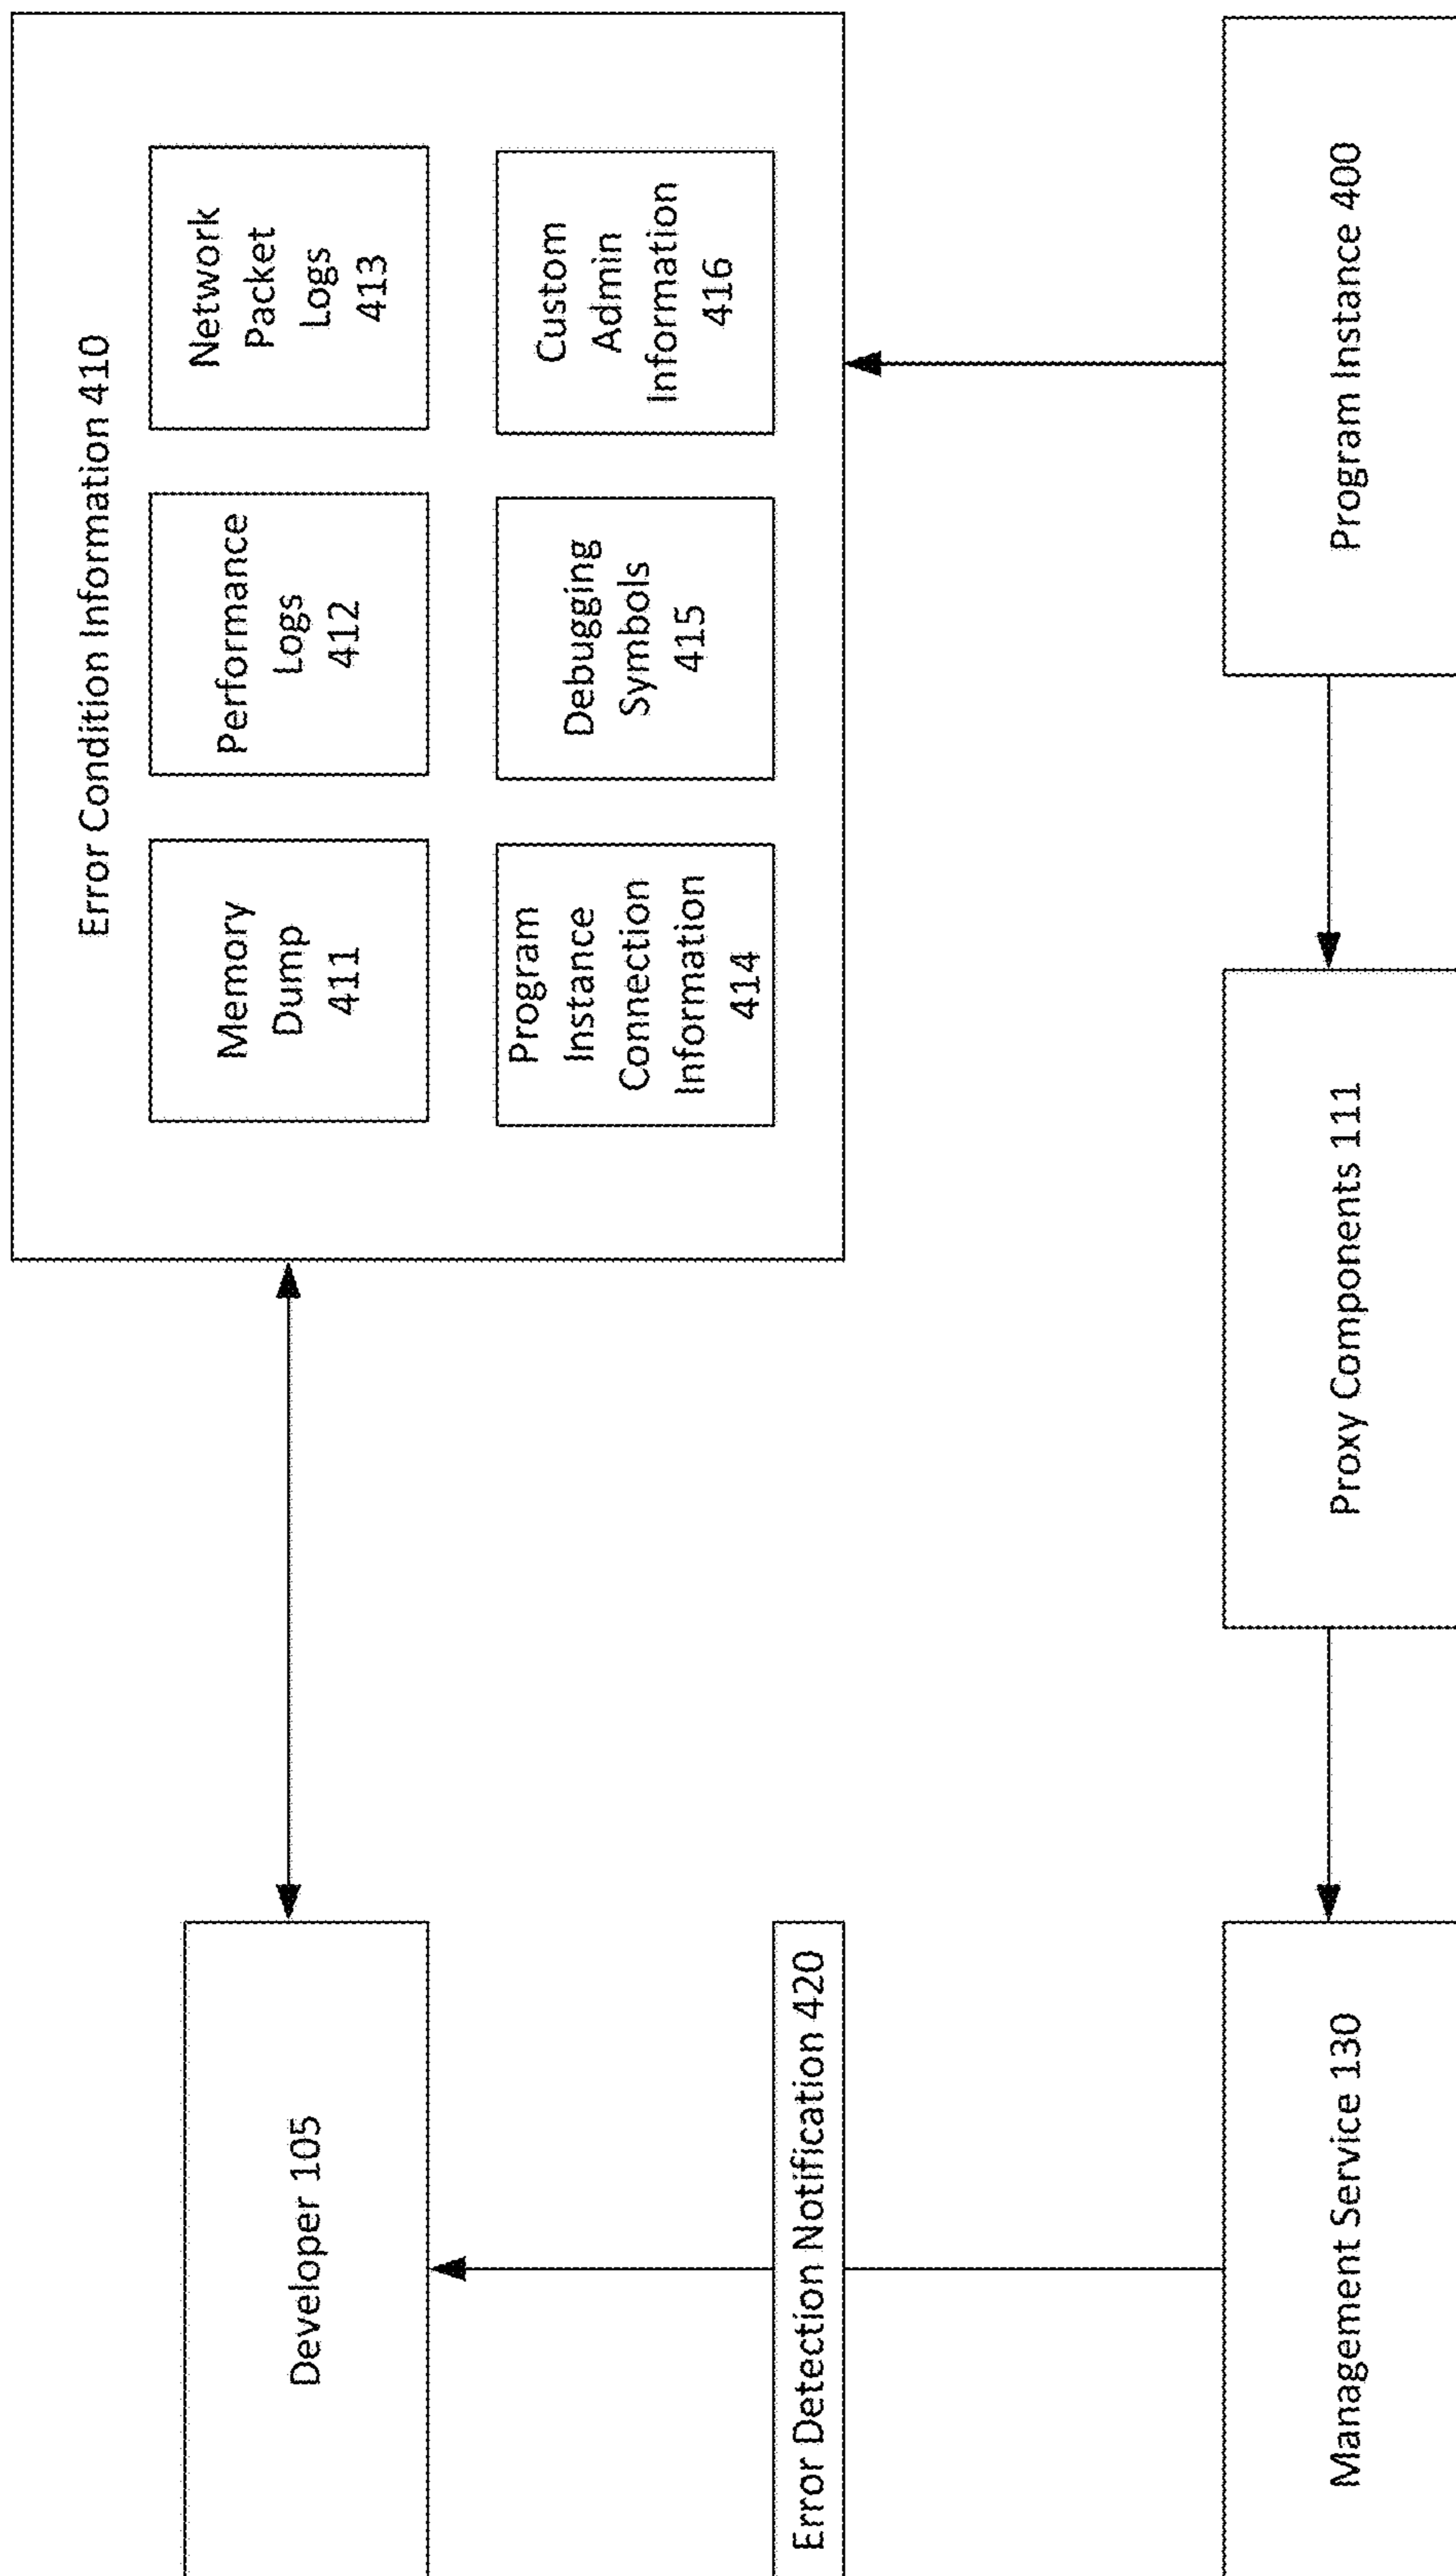 Error Condition Information 410
Developer 105
Memory
Dump
411
Performance
Logs
412
Network
Packet
Logs
413
Program
Instance
Connection
Information
414
Debugging
Symbols
415
Custom
Admin
Information
416
Error Detection Notification 420
Management Service 130
Proxy Components 111
Program Instance 400